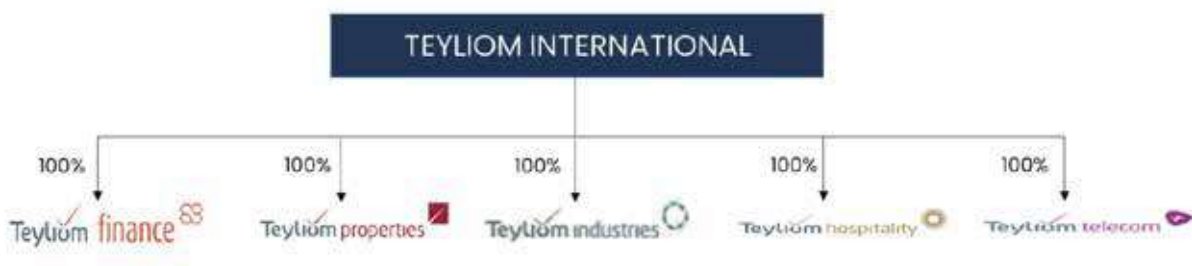 TEYLIOM INTERNATIONAL
100% 100% 100% 100% 100%
Teyliom finance Teyliom properties Teyliom industries Teyliom hospitality Teyliom telecom